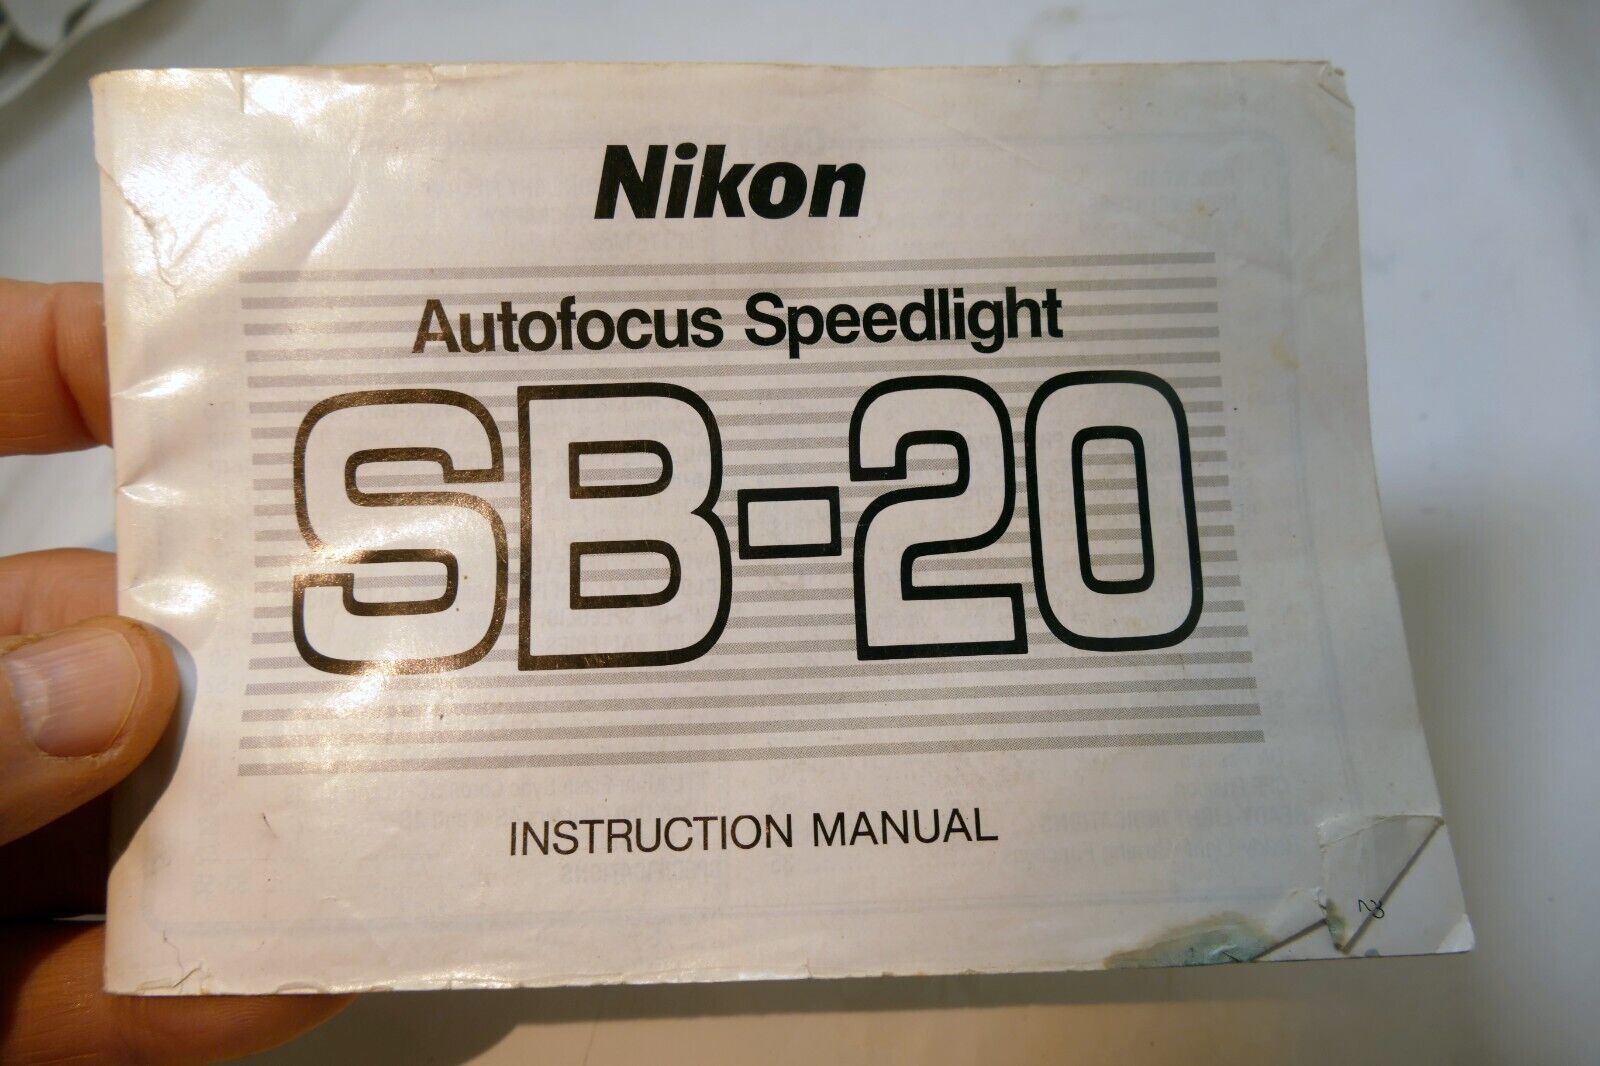 Nikon
Autofocus Speedlight
SB-20
INSTRUCTION MANUAL